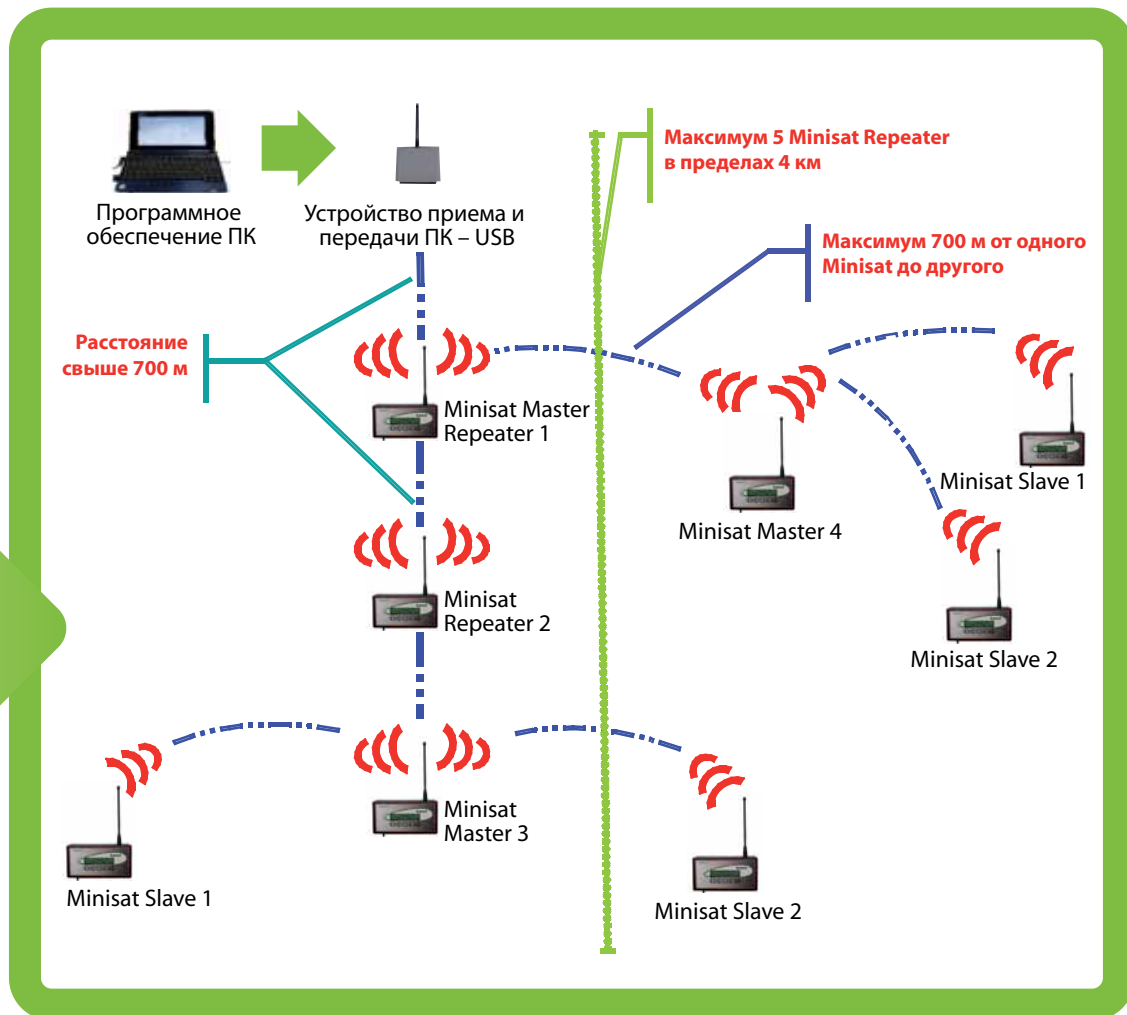 Программное
обеспечение ПК
Устройство приема и
передачи ПК – USB
Максимум 5 Minisat Repeater
в пределах 4 км
Максимум 700 м от одного
Minisat до другого
Расстояние
свыше 700 м
Minisat Master
Repeater 1
Minisat Master 4
Minisat Slave 1
Minisat
Repeater 2
Minisat Slave 2
Minisat
Master 3
Minisat Slave 1
Minisat Slave 2